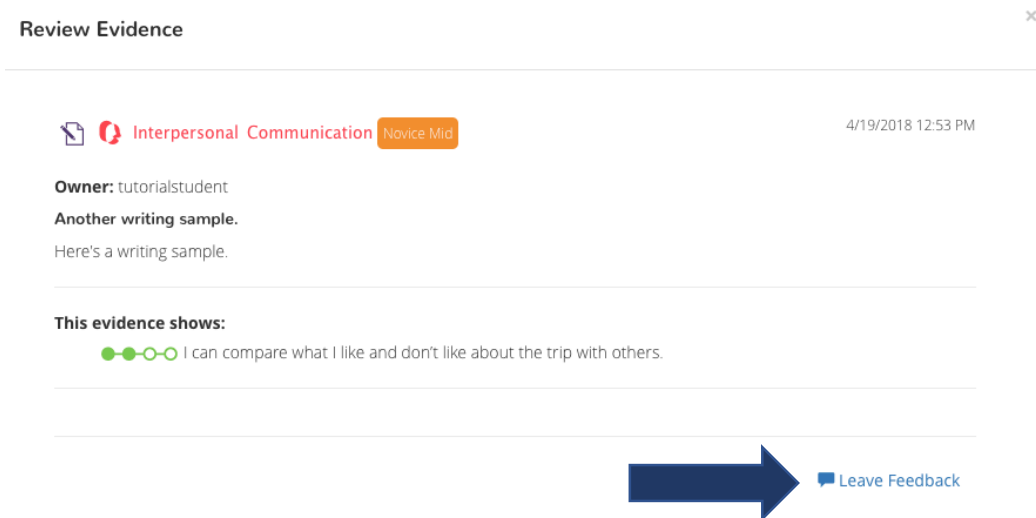 Review Evidence
×
Interpersonal Communication Novice Mid
4/19/2018 12:53 PM
Owner: tutorialstudent
Another writing sample.
Here's a writing sample.
This evidence shows:
I can compare what I like and don't like about the trip with others.
Leave Feedback